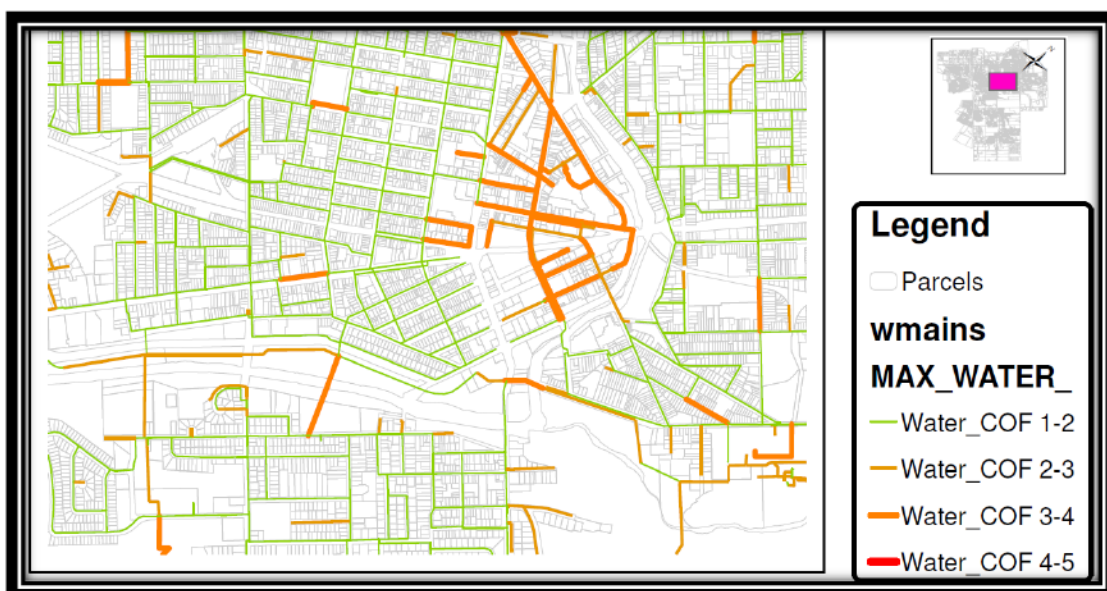 Legend
Parcels
wmains
MAX_WATER_
Water_COF 1-2
Water_COF 2-3
Water_COF 3-4
Water_COF 4-5